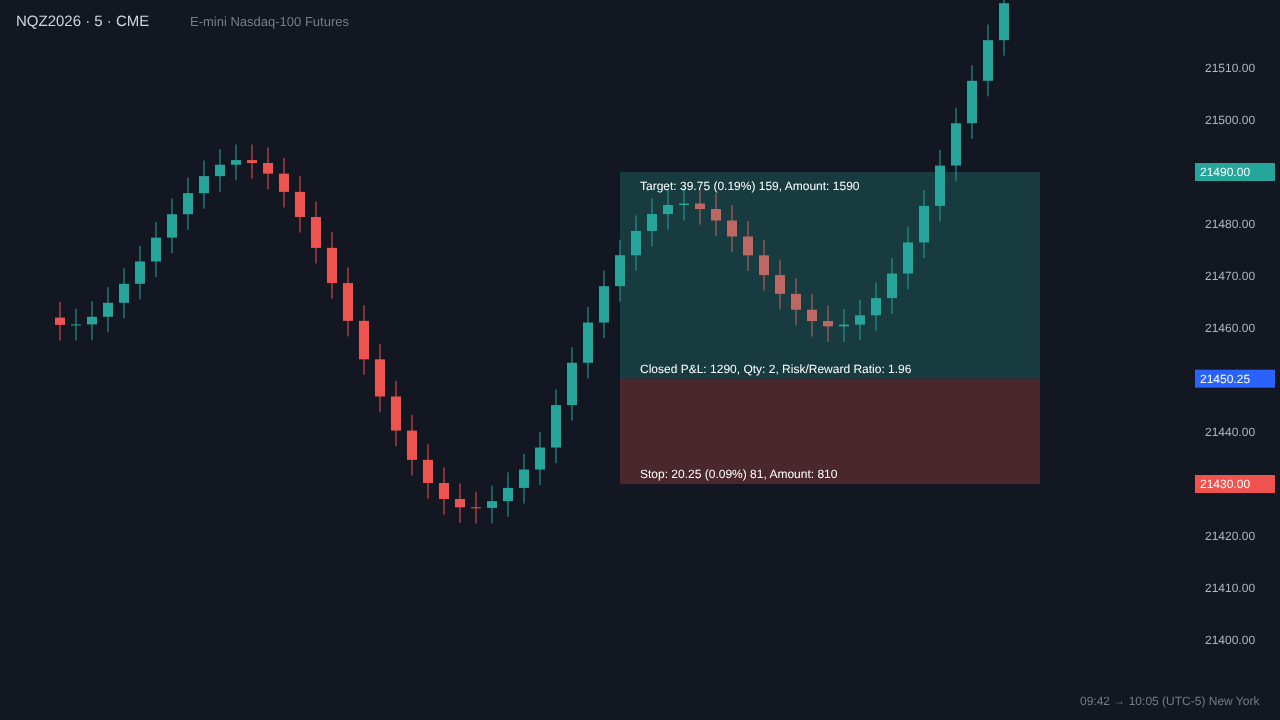 NQZ2026 · 5 · CME E-mini Nasdaq-100 Futures
21510.00
21500.00
21490.00
Target: 39.75 (0.19%) 159, Amount: 1590
21480.00
21470.00
21460.00
Closed P&L: 1290, Qty: 2, Risk/Reward Ratio: 1.96
21450.25
21440.00
Stop: 20.25 (0.09%) 81, Amount: 810
21430.00
21420.00
21410.00
21400.00
09:42 → 10:05 (UTC-5) New York